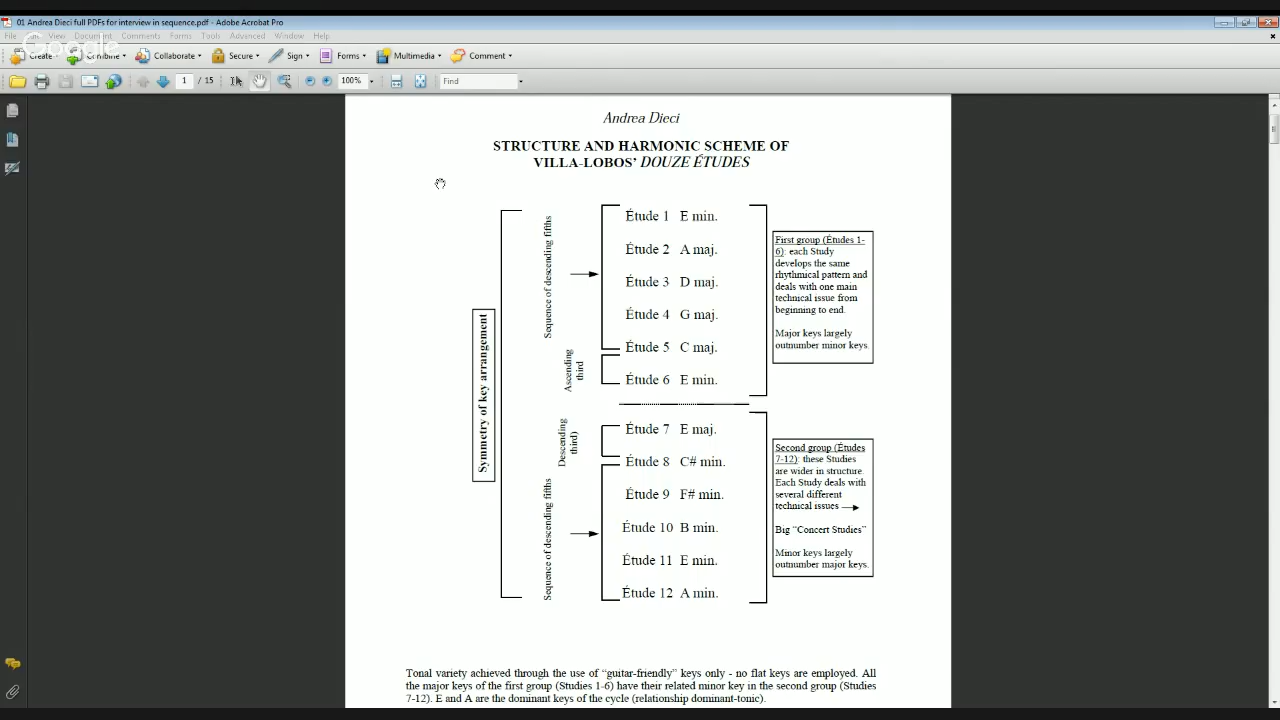 01 Andrea Dieci full PDFs for interview in sequence.pdf - Adobe Acrobat Pro
File Edit View Document Comments Forms Tools Advanced Window Help
Google
Create Combine Collaborate Secure Sign Forms Multimedia Comment
1 / 15 100% Find
Andrea Dieci
STRUCTURE AND HARMONIC SCHEME OF
VILLA-LOBOS’ DOUZE ÉTUDES
Symmetry of key arrangement
Sequence of descending fifths
Ascending
third
Descending
third)
Sequence of descending fifths
Étude 1 E min.
Étude 2 A maj.
Étude 3 D maj.
Étude 4 G maj.
Étude 5 C maj.
Étude 6 E min.
Étude 7 E maj.
Étude 8 C# min.
Étude 9 F# min.
Étude 10 B min.
Étude 11 E min.
Étude 12 A min.
First group (Études 1-
6): each Study
develops the same
rhythmical pattern and
deals with one main
technical issue from
beginning to end.
Major keys largely
outnumber minor keys.
Second group (Études
7-12): these Studies
are wider in structure.
Each Study deals with
several different
technical issues
Big “Concert Studies”
Minor keys largely
outnumber major keys.
Tonal variety achieved through the use of “guitar-friendly” keys only - no flat keys are employed. All
the major keys of the first group (Studies 1-6) have their related minor key in the second group (Studies
7-12). E and A are the dominant keys of the cycle (relationship dominant-tonic).